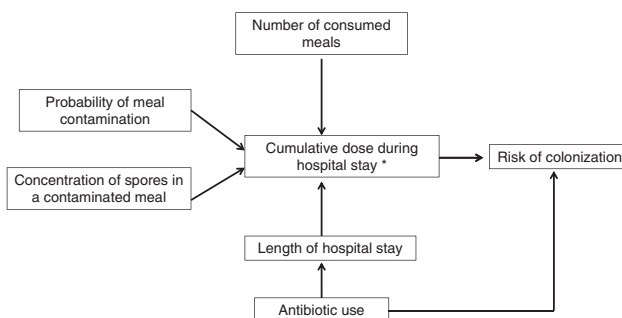 Number of consumed
meals
Probability of meal
contamination
Cumulative dose during
hospital stay *
Risk of colonization
Concentration of spores in
a contaminated meal
Length of hospital stay
Antibiotic use